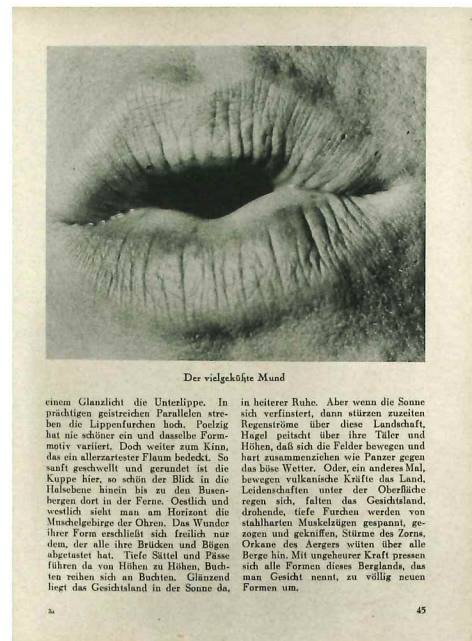 Der vielgeküßte Mund
einem Glanzlicht die Unterlippe. In
prächtigen geistreichen Parallelen stre-
ben die Lippenfurchen hoch. Poelzig
hat nie schöner ein und dasselbe Form-
motiv variiert. Doch weiter zum Kinn,
das ein allerzartester Flaum bedeckt. So
sanft geschwellt und gerundet ist die
Kuppe hier, so schön der Blick in die
Halsebene hinein bis zu den Busen-
bergen dort in der Ferne. Oestlich und
westlich sieht man am Horizont die
Muschelgebirge der Ohren. Das Wunder
ihrer Form erschließt sich freilich nur
dem, der alle ihre Brücken und Bögen
abgetastet hat. Tiefe Sättel und Pässe
führen da von Höhen zu Höhen, Buch-
ten reihen sich an Buchten. Glänzend
liegt das Gesichtsland in der Sonne da,
in heiterer Ruhe. Aber wenn die Sonne
sich verfinstert, dann stürzen zuzeiten
Regenströme über diese Landschaft,
Hagel peitscht über ihre Täler und
Höhen, daß sich die Felder bewegen und
hart zusammenziehen wie Panzer gegen
das böse Wetter. Oder, ein anderes Mal,
bewegen vulkanische Kräfte das Land,
Leidenschaften unter der Oberfläche
regen sich, falten das Gesichtsland,
drohende, tiefe Furchen werden von
stahlharten Muskelzügen gespannt, ge-
zogen und gekniffen, Stürme des Zorns,
Orkane des Aergers wüten über alle
Berge hin. Mit ungeheurer Kraft pressen
sich alle Formen dieses Berglands, das
man Gesicht nennt, zu völlig neuen
Formen um.
45